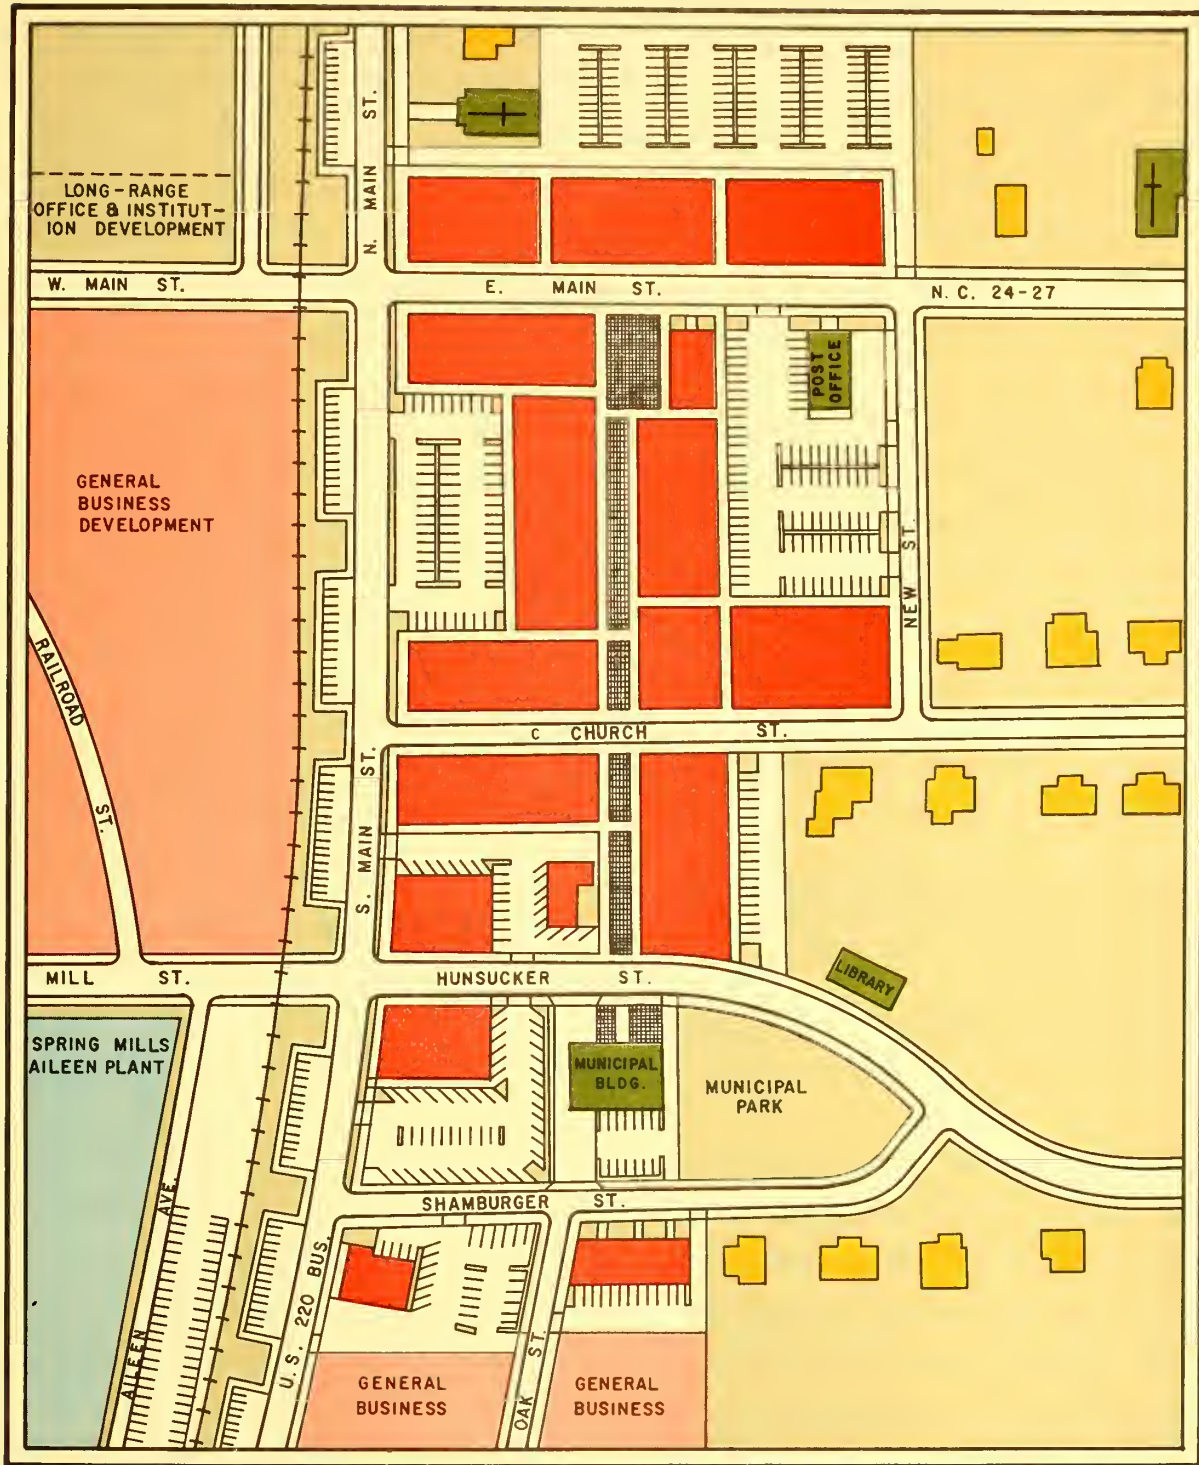 N. MAIN ST.
LONG-RANGE
OFFICE & INSTITUT-
ION DEVELOPMENT
W. MAIN ST.
E. MAIN ST.
N. C. 24-27
POST
OFFICE
GENERAL
BUSINESS
DEVELOPMENT
NEW ST.
RAILROAD ST.
C CHURCH ST.
S. MAIN ST.
MILL ST.
HUNSUCKER ST.
LIBRARY
SPRING MILLS
AILEEN PLANT
MUNICIPAL
BLDG.
MUNICIPAL
PARK
SHAMBURGER ST.
AILEEN AVE.
U.S. 220 BUS.
OAK ST.
GENERAL
BUSINESS
GENERAL
BUSINESS